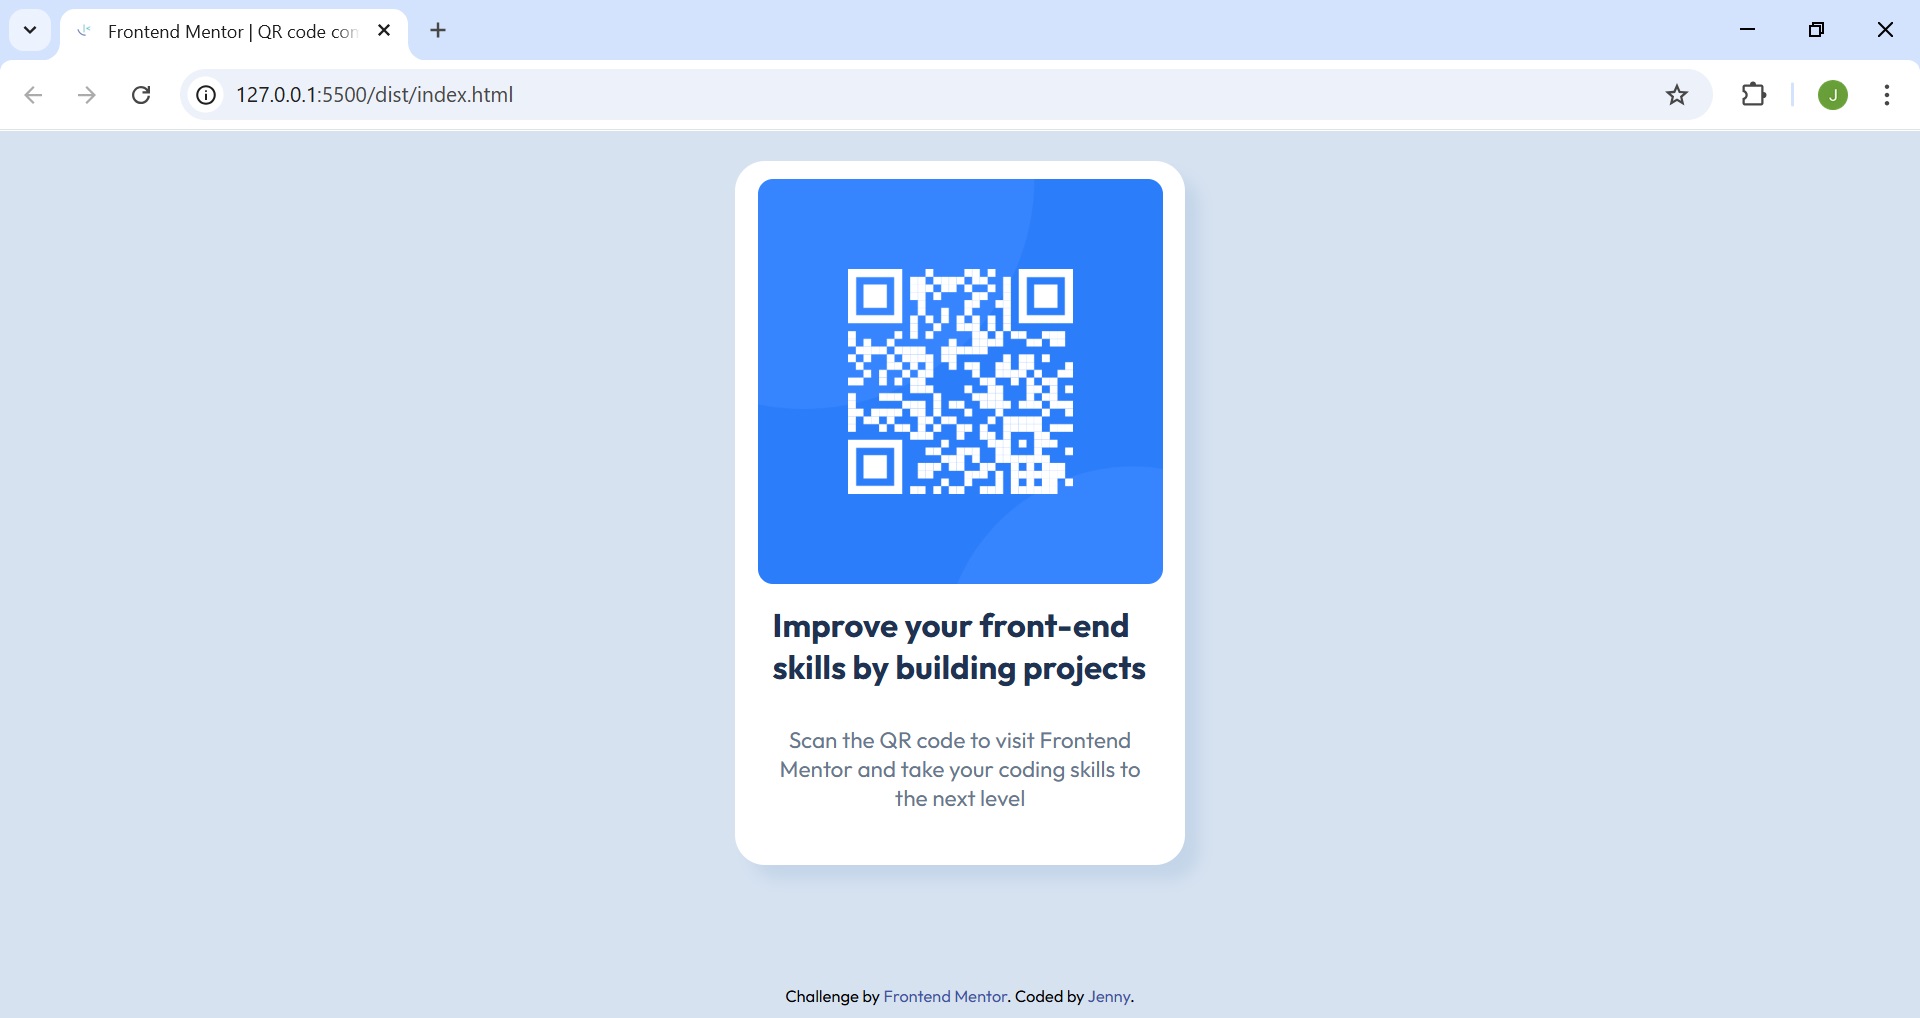 Frontend Mentor | QR code con
127.0.0.1:5500/dist/index.html
J
Improve your front-end
skills by building projects
Scan the QR code to visit Frontend
Mentor and take your coding skills to
the next level
Challenge by Frontend Mentor. Coded by Jenny.